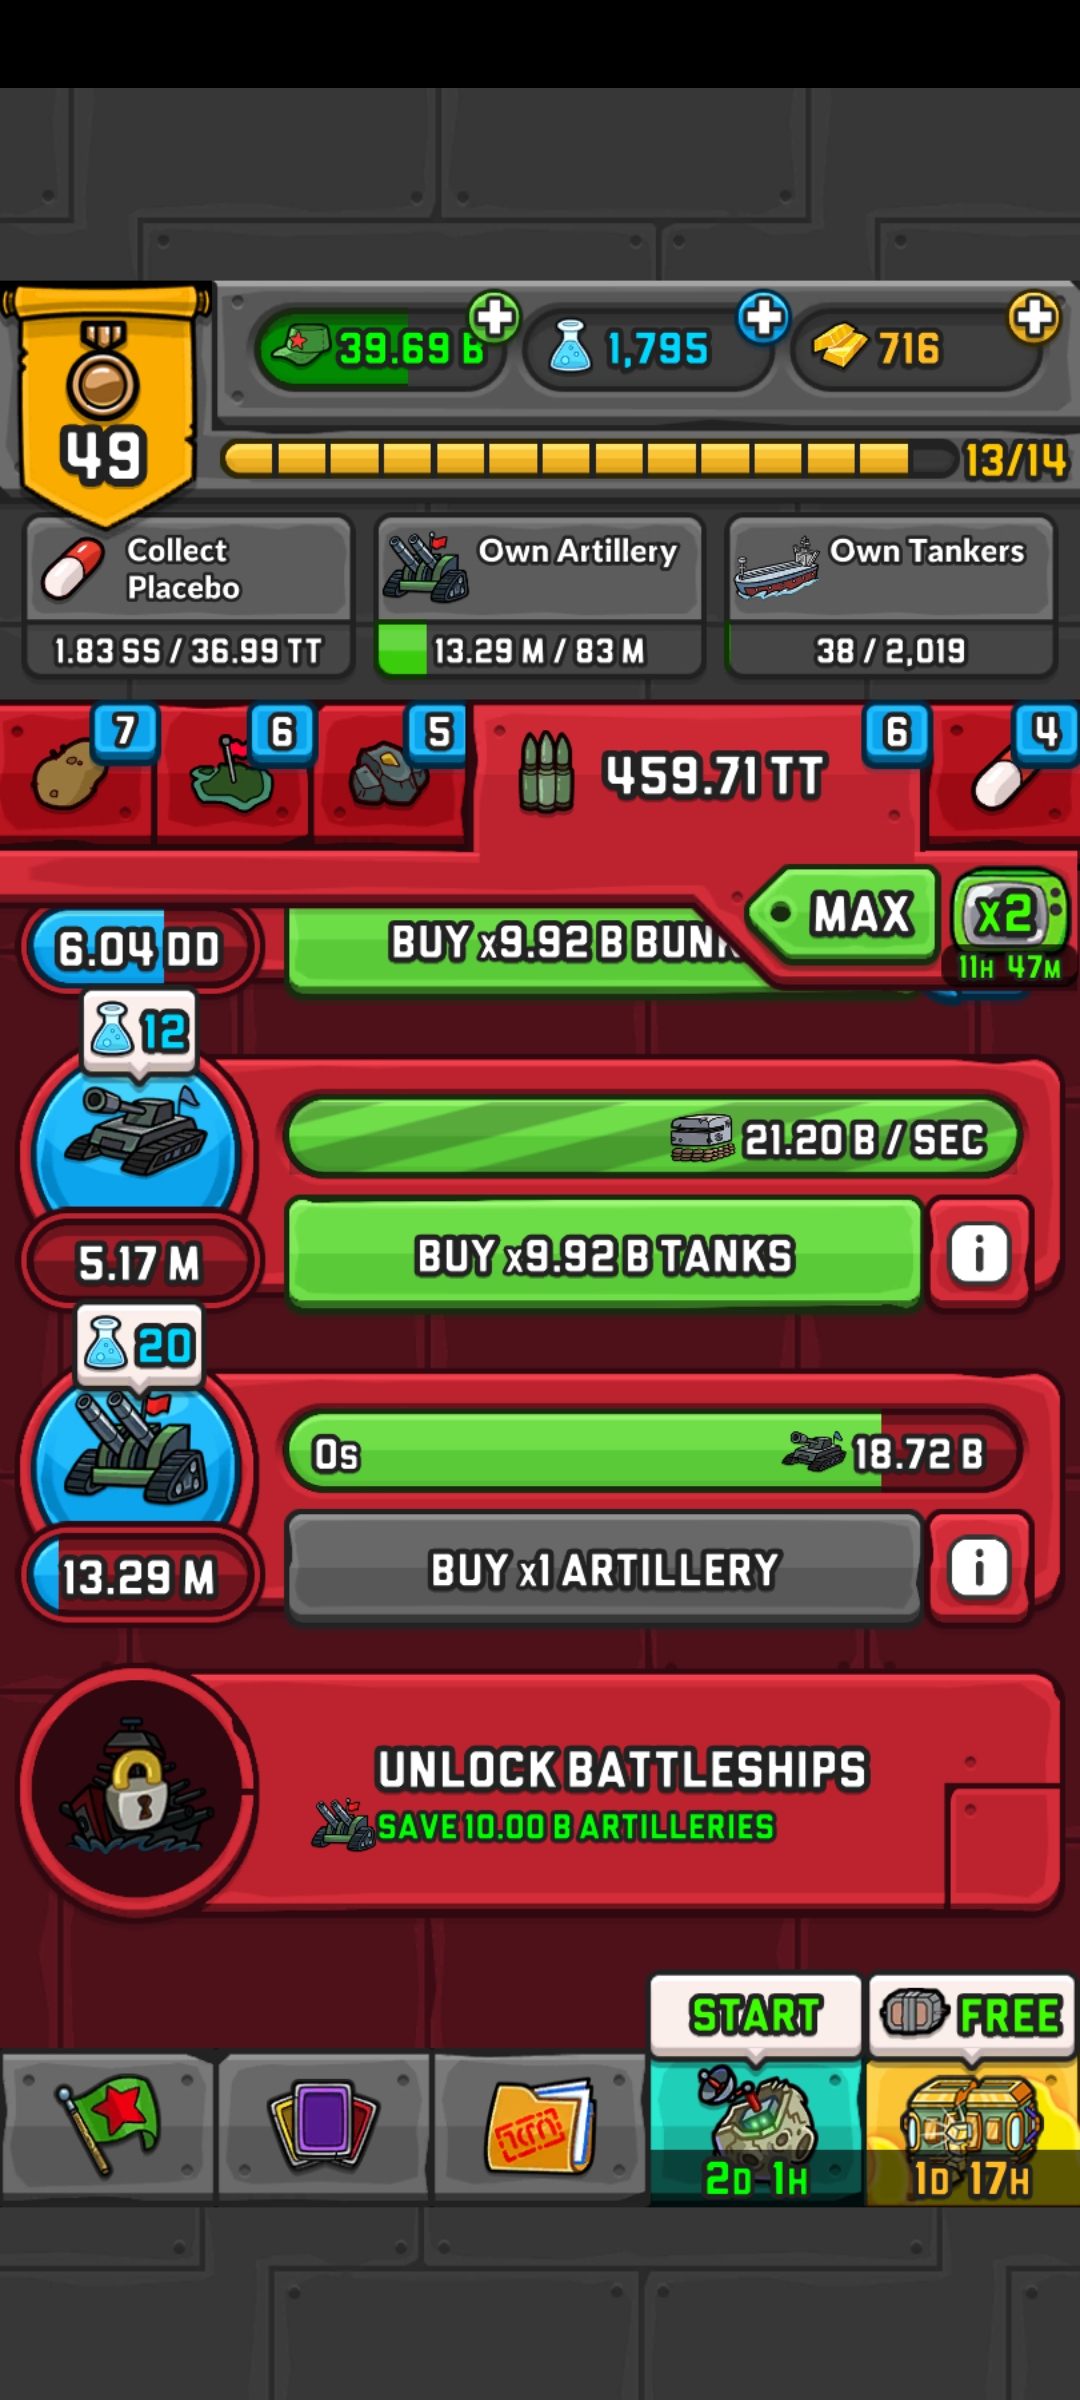 39.69 B
1,795
716
49
13/14
Collect
Placebo
1.83 SS / 36.99 TT
Own Artillery
13.29 M / 83 M
Own Tankers
38 / 2,019
7
6
5
459.71 TT
6
4
MAX
x2
11H 47M
6.04 DD
BUY x9.92 B
12
21.20 B / SEC
5.17 M
BUY x9.92 B TANKS
i
20
0s
18.72 B
13.29 M
BUY x1 ARTILLERY
i
UNLOCK BATTLESHIPS
SAVE 10.00 B ARTILLERIES
START
FREE
2D 1H
1D 17H